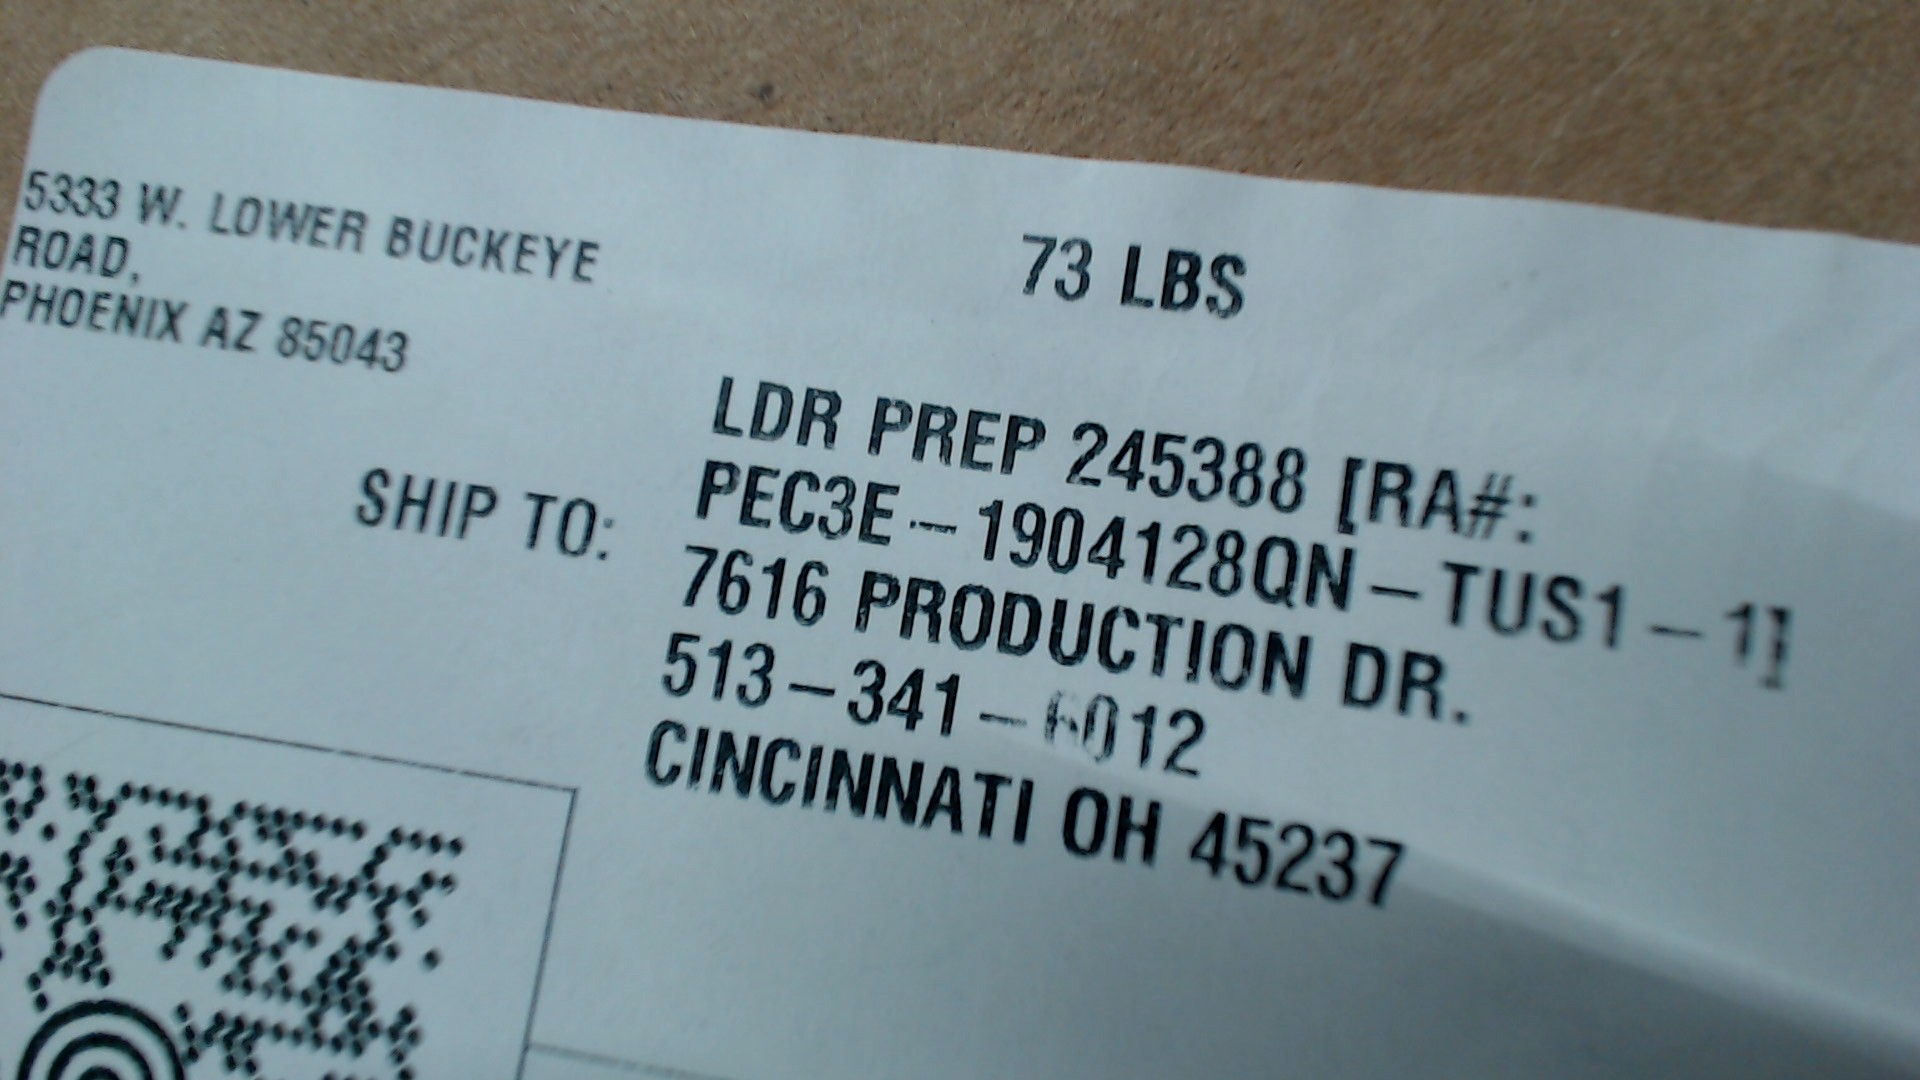 5333 W. LOWER BUCKEYE
ROAD,
PHOENIX AZ 85043
73 LBS
SHIP TO:
LDR PREP 245388 [RA#:
PEC3E--1904128QN-TUS1-1]
7616 PRODUCTION DR.
513-341-6012
CINCINNATI OH 45237